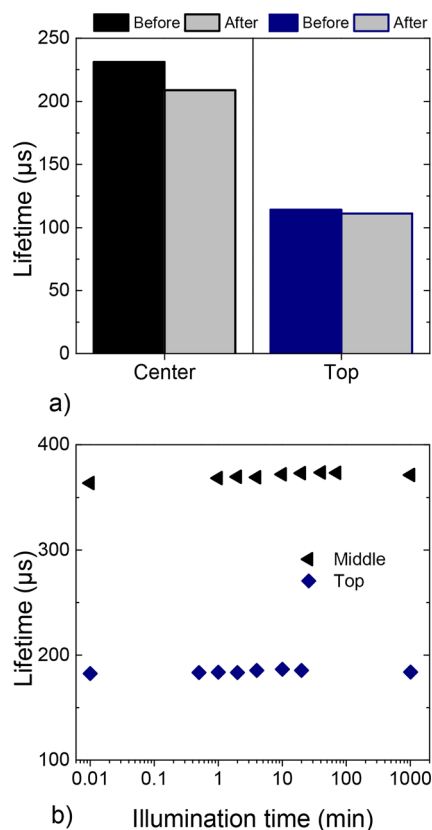 Before After Before After
250
200
150
100
50
0
Lifetime (µs)
Center Top
a)
400
300
200
100
Lifetime (µs)
Middle
Top
0.01 0.1 1 10 100 1000
b) Illumination time (min)